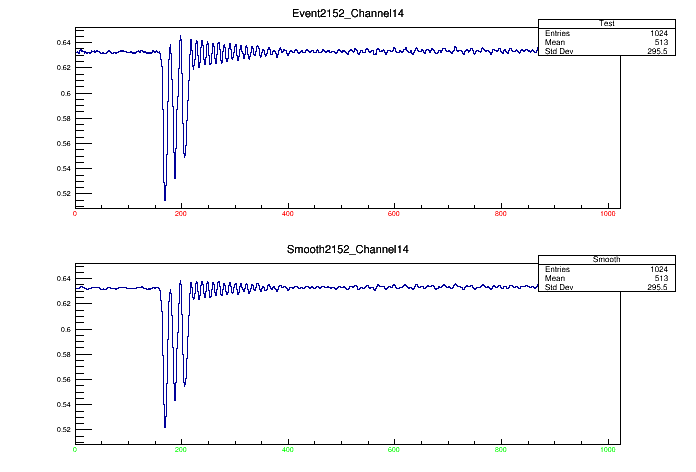 Event2152_Channel14
Test
Entries 1024
Mean 513
Std Dev 295.5
0.64
0.62
0.6
0.58
0.56
0.54
0.52
0 200 400 600 800 1000
Smooth2152_Channel14
Smooth
Entries 1024
Mean 513
Std Dev 295.5
0.64
0.62
0.6
0.58
0.56
0.54
0.52
0 200 400 600 800 1000